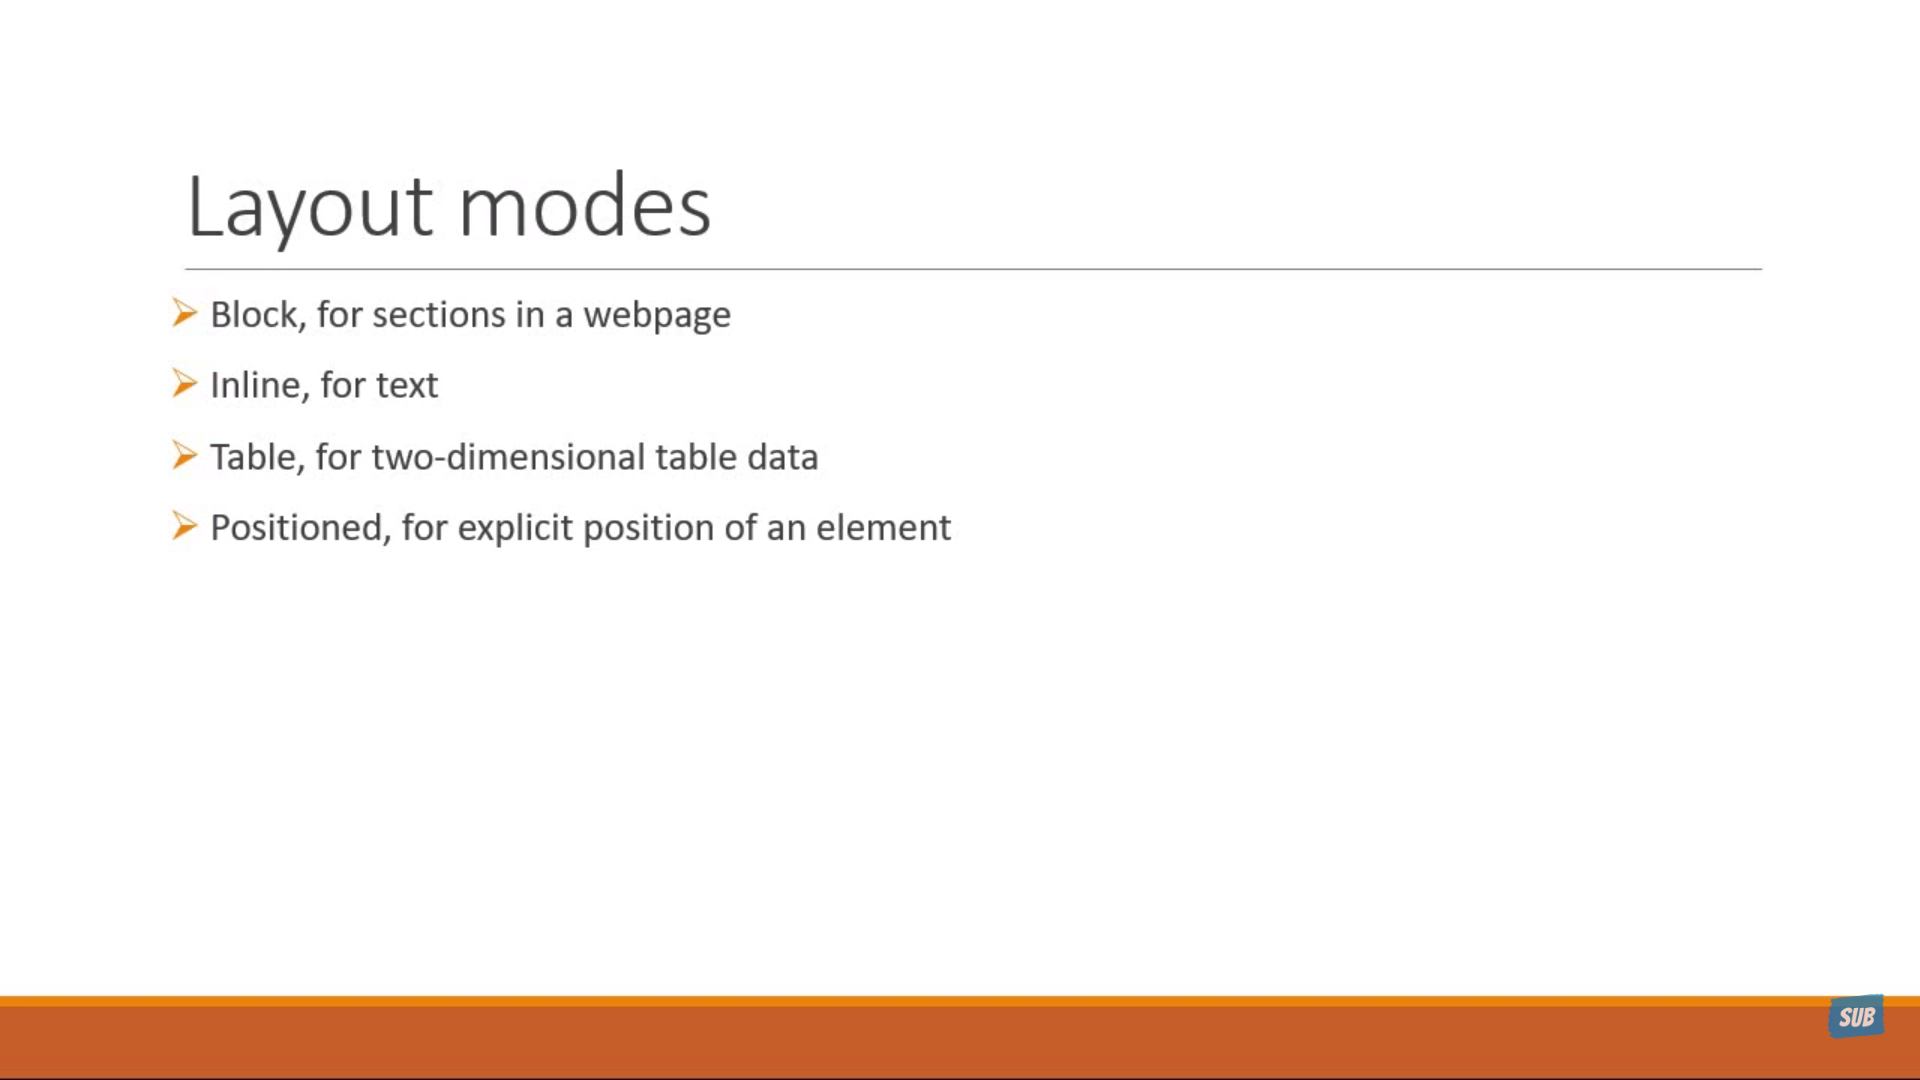 Layout modes
Block, for sections in a webpage
Inline, for text
Table, for two-dimensional table data
Positioned, for explicit position of an element
SUB